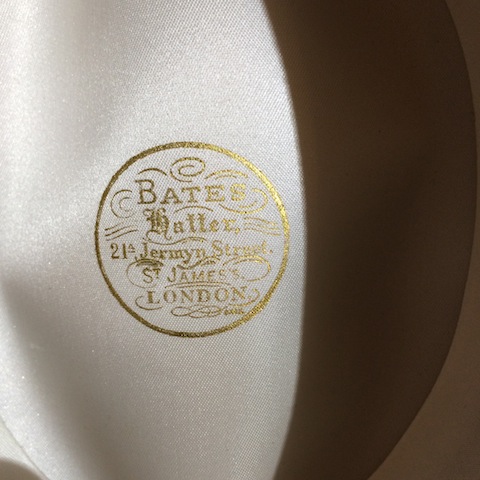 BATES
Hatter,
21A, Jermyn Street,
ST JAMES'S
LONDON